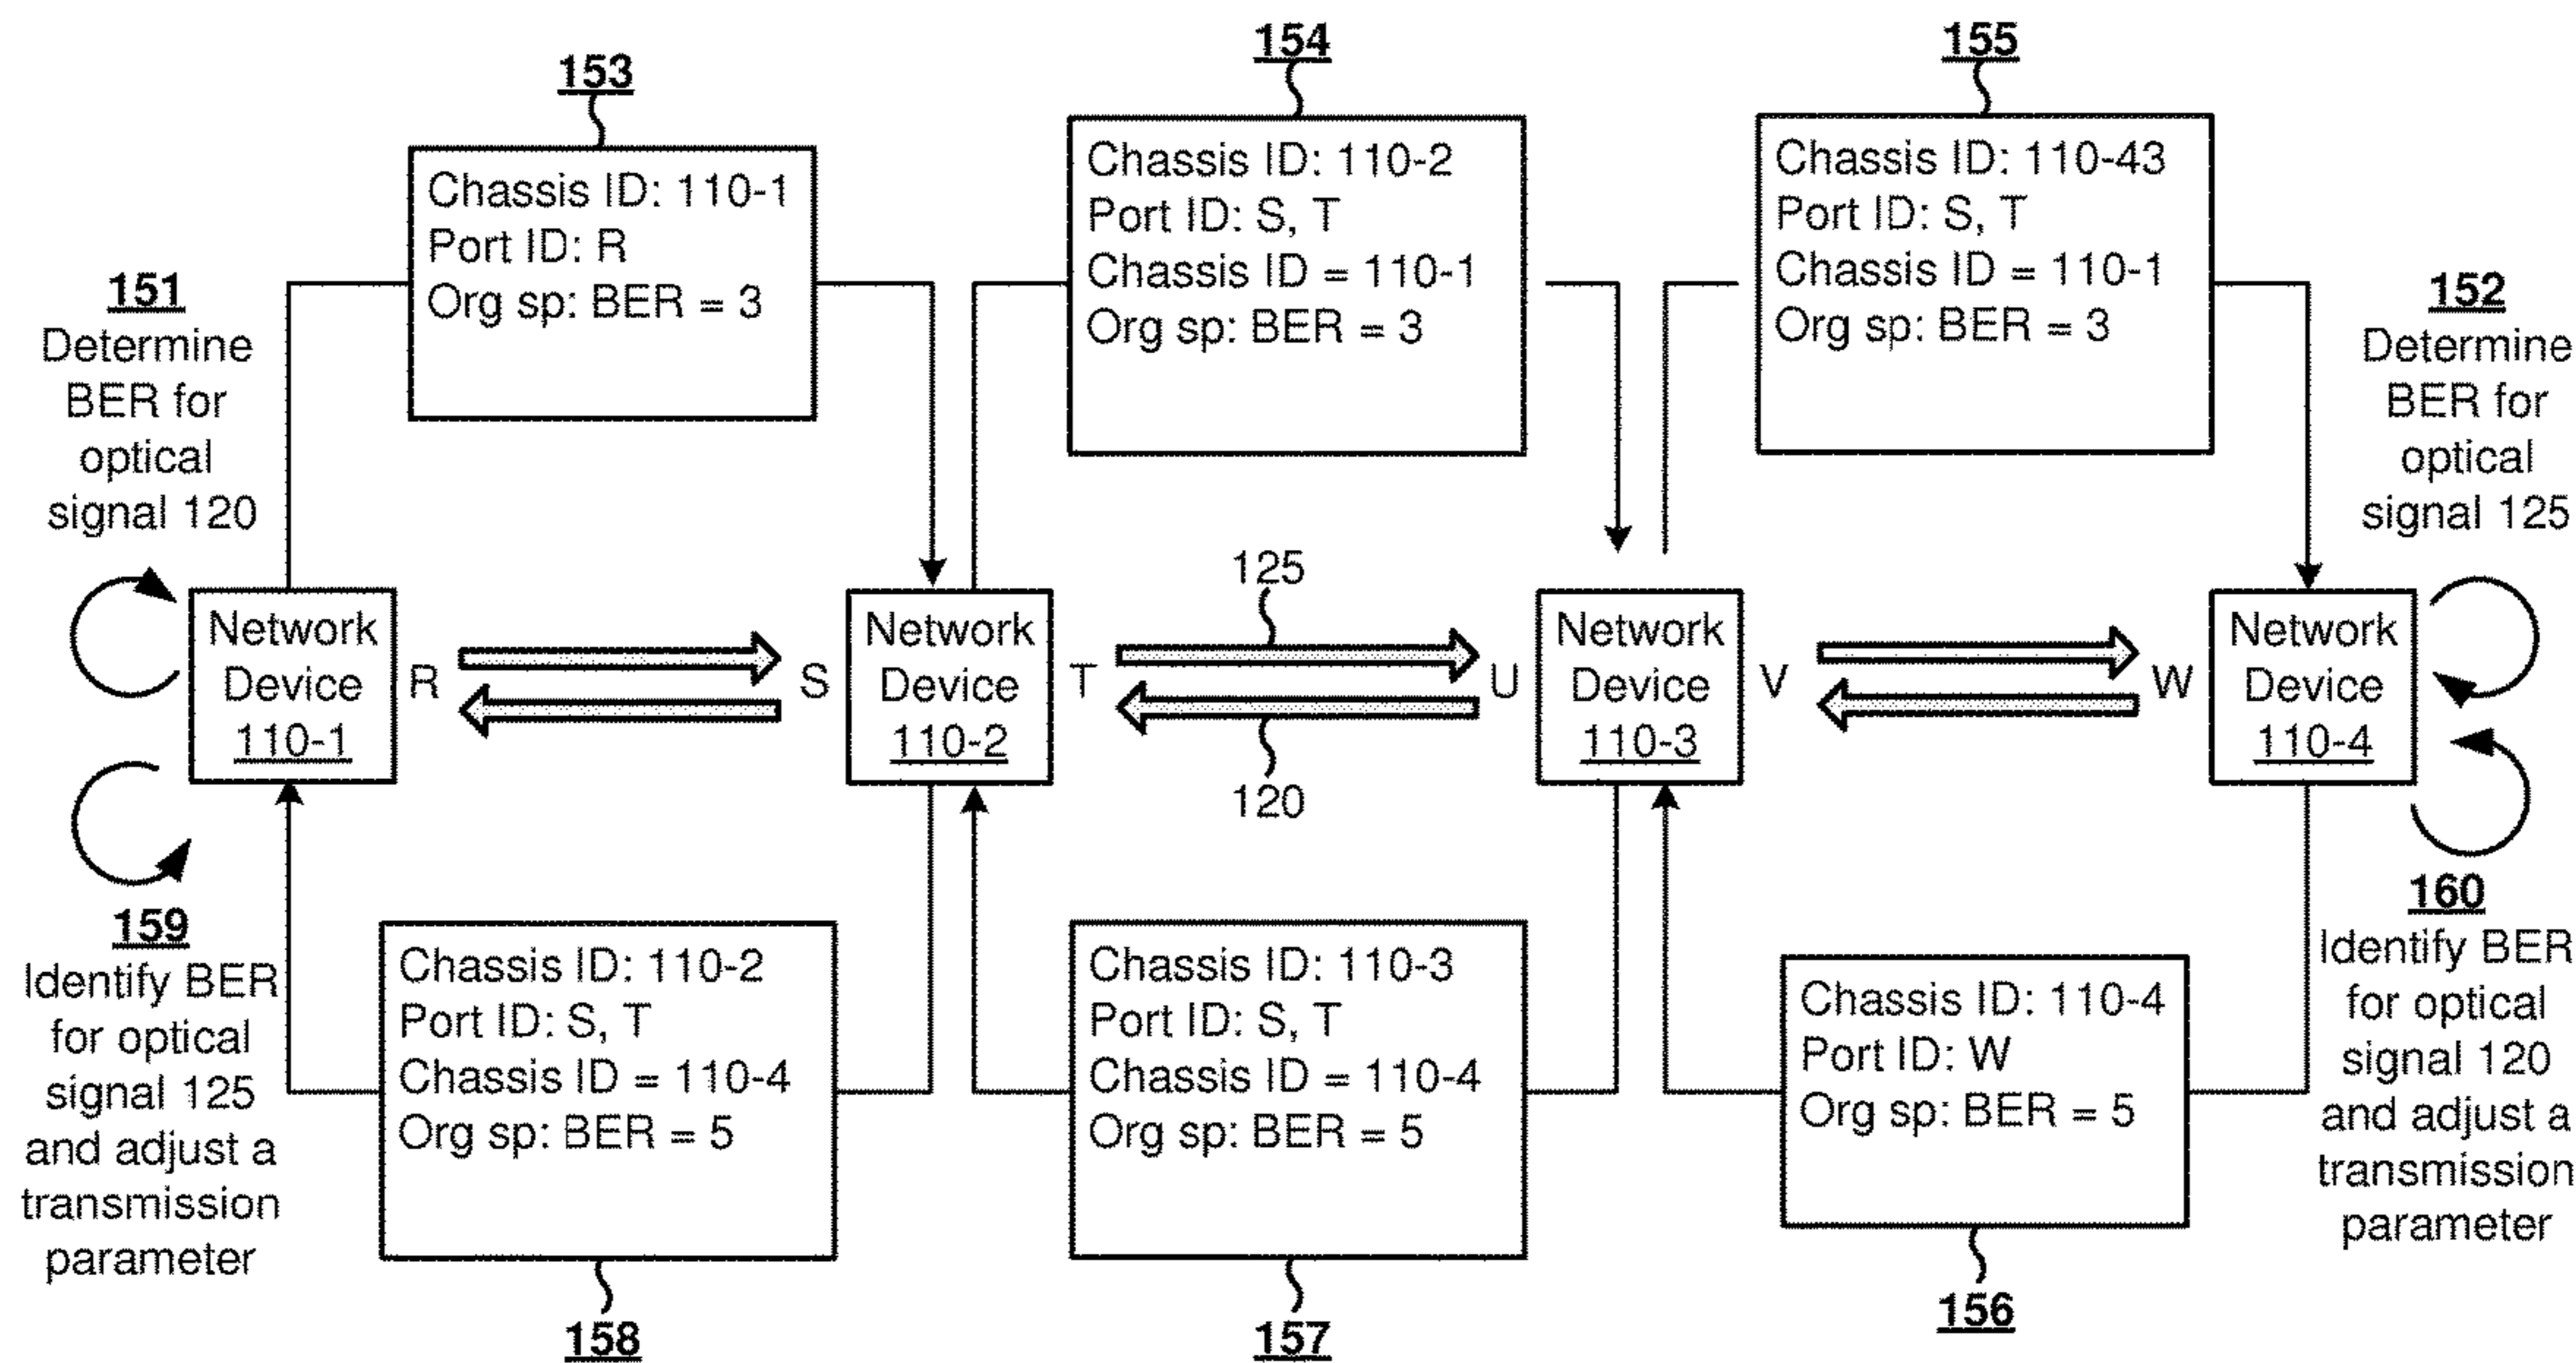 153
Chassis ID: 110-1
Port ID: R
Org sp: BER = 3
154
Chassis ID: 110-2
Port ID: S, T
Chassis ID = 110-1
Org sp: BER = 3
155
Chassis ID: 110-43
Port ID: S, T
Chassis ID = 110-1
Org sp: BER = 3
151
Determine
BER for
optical
signal 120
152
Determine
BER for
optical
signal 125
Network
Device
110-1
R
S
Network
Device
110-2
T
125
120
U
Network
Device
110-3
V
W
Network
Device
110-4
159
Identify BER
for optical
signal 125
and adjust a
transmission
parameter
Chassis ID: 110-2
Port ID: S, T
Chassis ID = 110-4
Org sp: BER = 5
158
Chassis ID: 110-3
Port ID: S, T
Chassis ID = 110-4
Org sp: BER = 5
157
Chassis ID: 110-4
Port ID: W
Org sp: BER = 5
156
160
Identify BER
for optical
signal 120
and adjust a
transmission
parameter